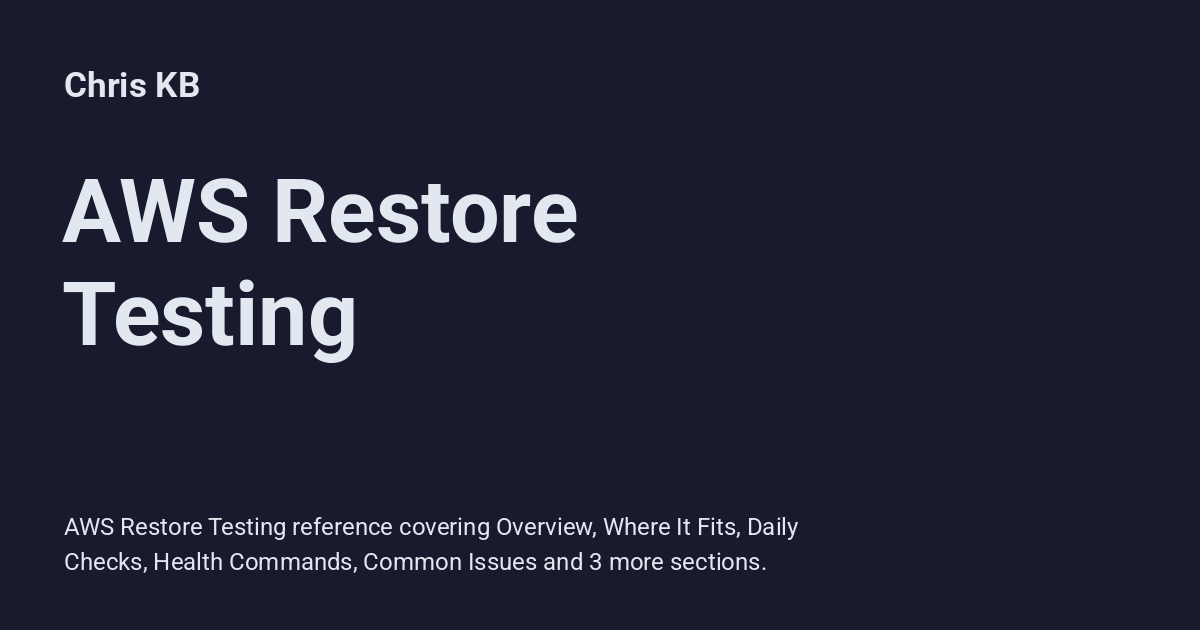 Chris KB
AWS Restore
Testing
AWS Restore Testing reference covering Overview, Where It Fits, Daily
Checks, Health Commands, Common Issues and 3 more sections.